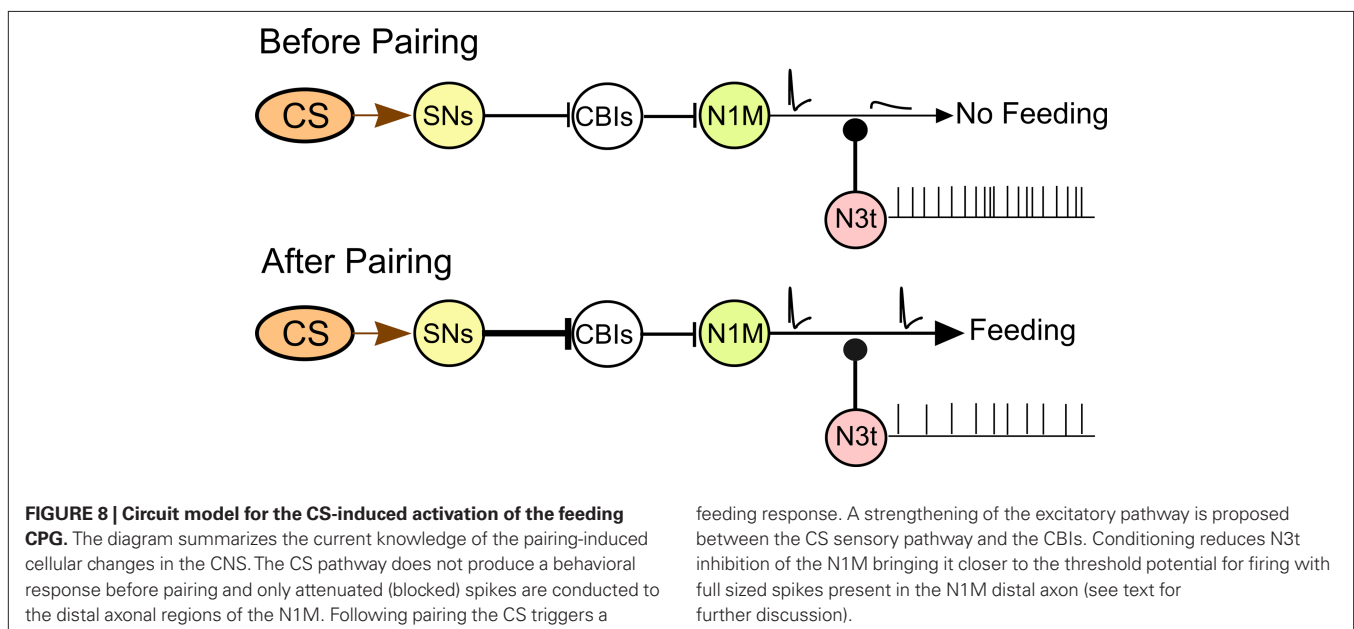 Before Pairing
CS SNs CBIs N1M No Feeding
N3t
After Pairing
CS SNs CBIs N1M Feeding
N3t
FIGURE 8 | Circuit model for the CS-induced activation of the feeding
CPG. The diagram summarizes the current knowledge of the pairing-induced
cellular changes in the CNS. The CS pathway does not produce a behavioral
response before pairing and only attenuated (blocked) spikes are conducted to
the distal axonal regions of the N1M. Following pairing the CS triggers a
feeding response. A strengthening of the excitatory pathway is proposed
between the CS sensory pathway and the CBIs. Conditioning reduces N3t
inhibition of the N1M bringing it closer to the threshold potential for firing with
full sized spikes present in the N1M distal axon (see text for
further discussion).